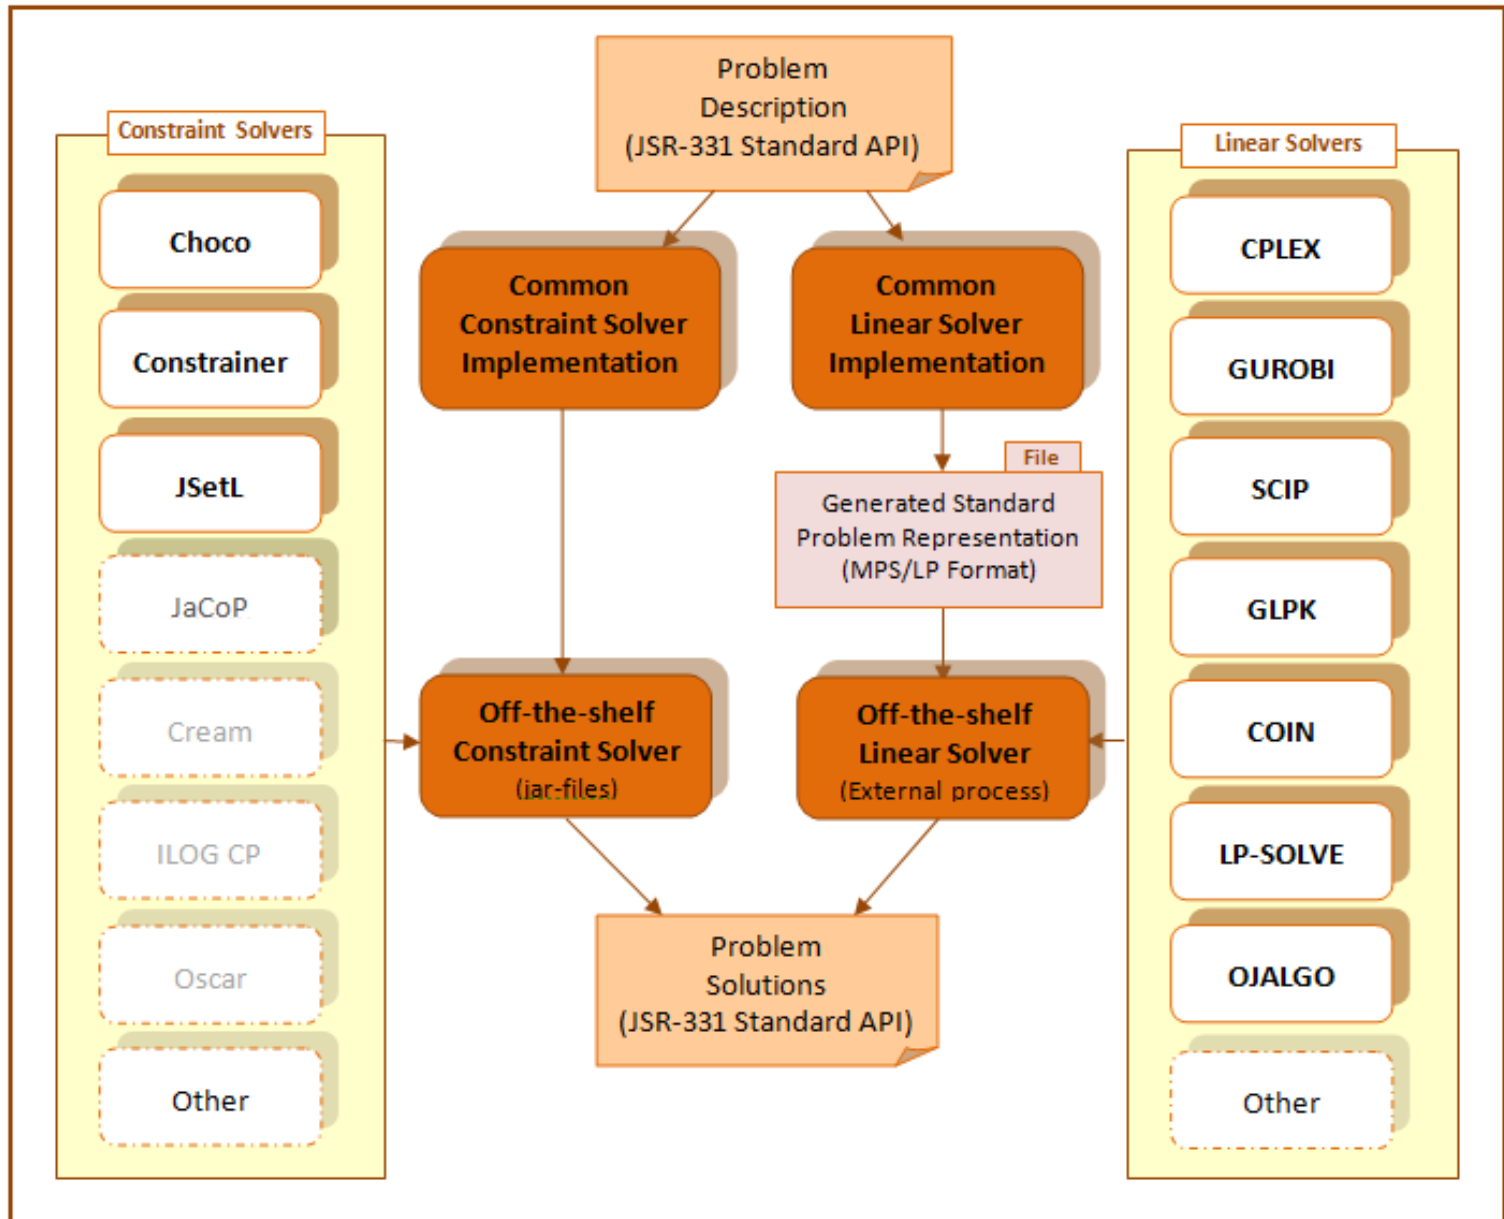 Problem
Description
(JSR-331 Standard API)
Constraint Solvers
Choco
Constrainer
JSetL
JaCoP
Cream
ILOG CP
Oscar
Other
Common
Constraint Solver
Implementation
Common
Linear Solver
Implementation
File
Generated Standard
Problem Representation
(MPS/LP Format)
Off-the-shelf
Constraint Solver
(jar-files)
Off-the-shelf
Linear Solver
(External process)
Problem
Solutions
(JSR-331 Standard API)
Linear Solvers
CPLEX
GUROBI
SCIP
GLPK
COIN
LP-SOLVE
OJALGO
Other